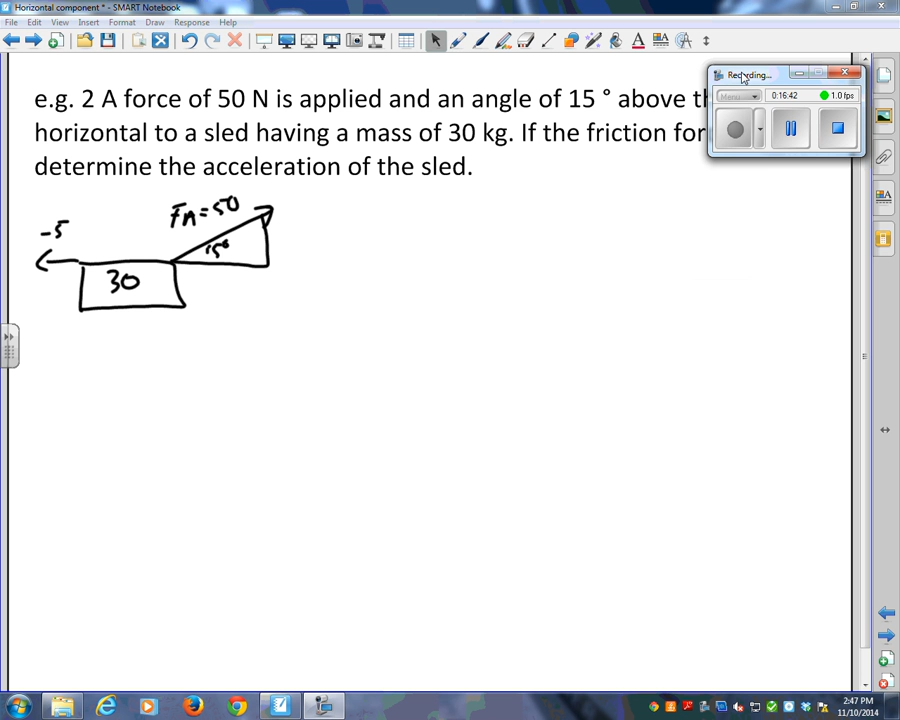 Horizontal component * - SMART Notebook
File Edit View Insert Format Draw Response Help
Recording...
Menu 0:16:42 1.0 fps
e.g. 2 A force of 50 N is applied and an angle of 15 ° above
horizontal to a sled having a mass of 30 kg. If the friction
determine the acceleration of the sled.
-5
FA=50
15°
30
2:47 PM
11/10/2014